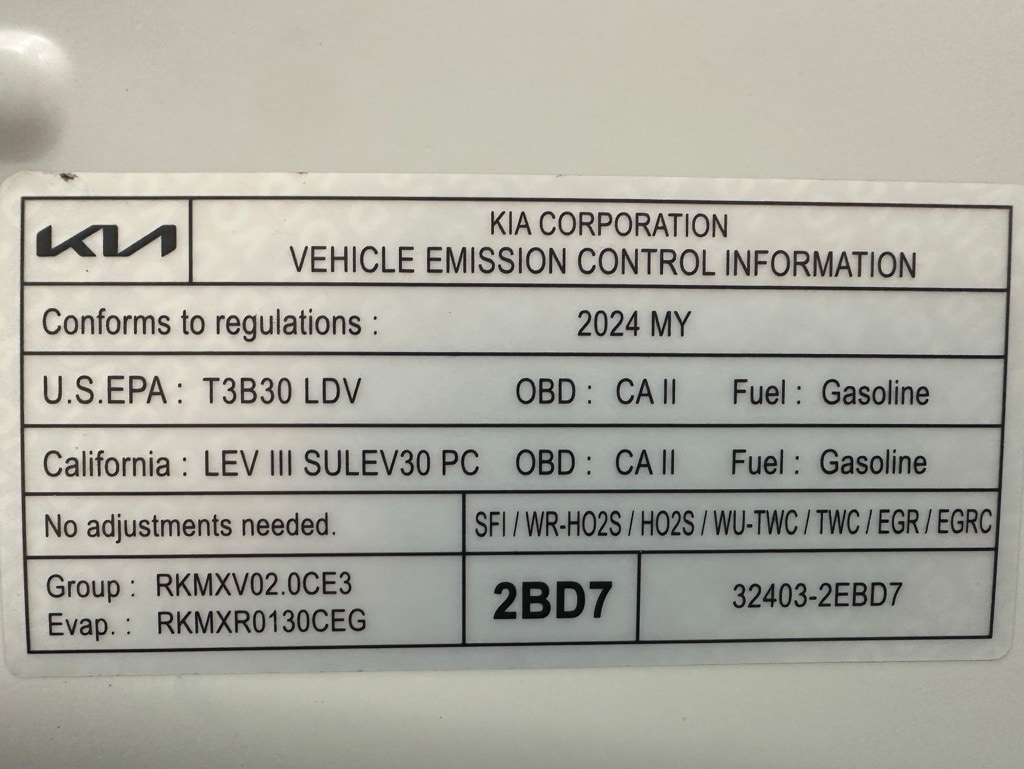 KIA
KIA CORPORATION
VEHICLE EMISSION CONTROL INFORMATION
Conforms to regulations : 2024 MY
U.S.EPA : T3B30 LDV OBD : CA II Fuel : Gasoline
California : LEV III SULEV30 PC OBD : CA II Fuel : Gasoline
No adjustments needed. SFI / WR-HO2S / HO2S / WU-TWC / TWC / EGR / EGRC
Group : RKMXV02.0CE3
Evap. : RKMXR0130CEG
2BD7
32403-2EBD7